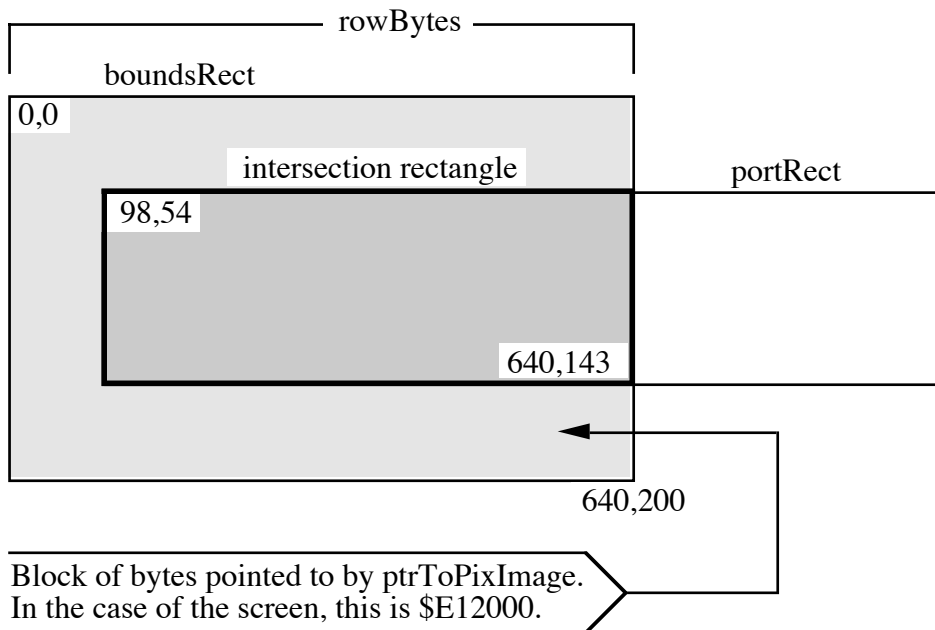 rowBytes
boundsRect
0,0
intersection rectangle
portRect
98,54
640,143
640,200
Block of bytes pointed to by ptrToPixImage.
In the case of the screen, this is $E12000.